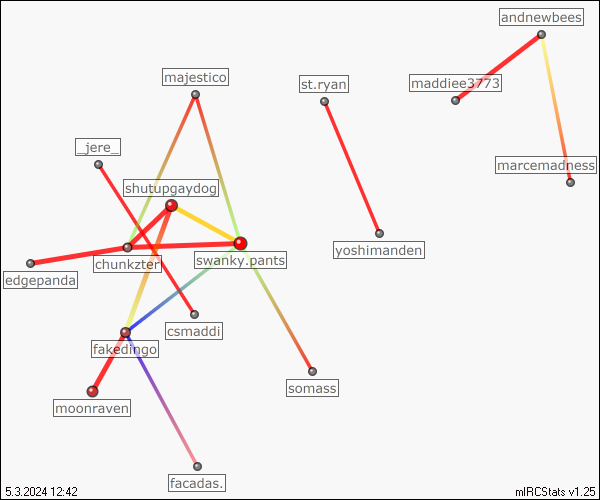 andnewbees
majestico
st.ryan
maddiee3773
_jere_
marcemadness
shutupgaydog
yoshimanden
swanky.pants
chunkzter
edgepanda
csmaddi
fakedingo
somass
moonraven
facadas.
5.3.2024 12:42
mIRCStats v1.25